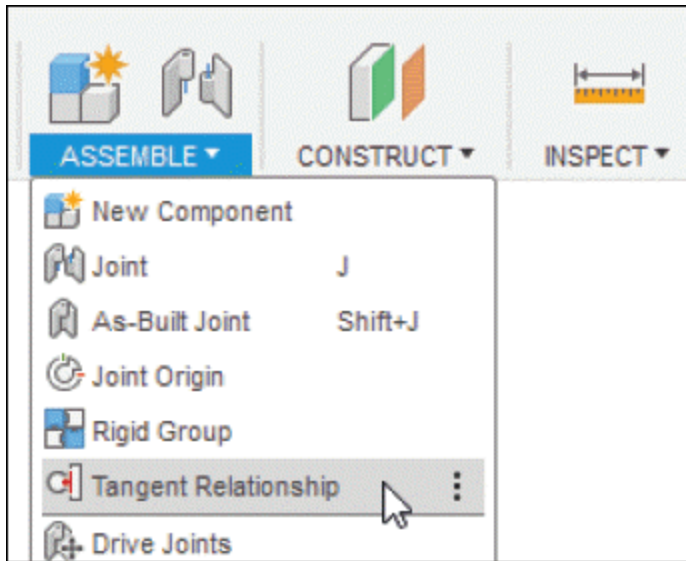 ASSEMBLE CONSTRUCT INSPECT
New Component
Joint J
As-Built Joint Shift+J
Joint Origin
Rigid Group
Tangent Relationship
Drive Joints